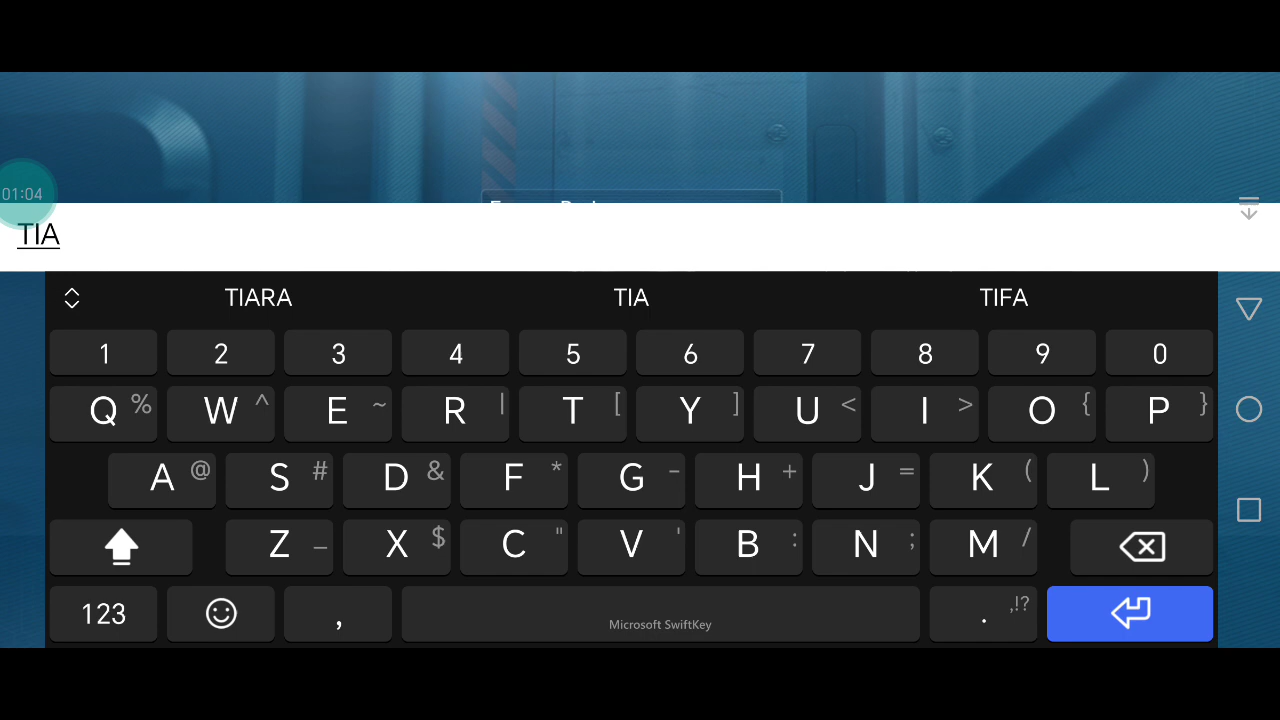 01:04
TIA
TIARA TIA TIFA
1 2 3 4 5 6 7 8 9 0
Q % W ^ E ~ R | T [ Y ] U < I > O { P }
A @ S # D & F * G - H + J = K ( L )
Z _ X $ C " V ' B : N ; M /
123 , Microsoft SwiftKey . ,!?